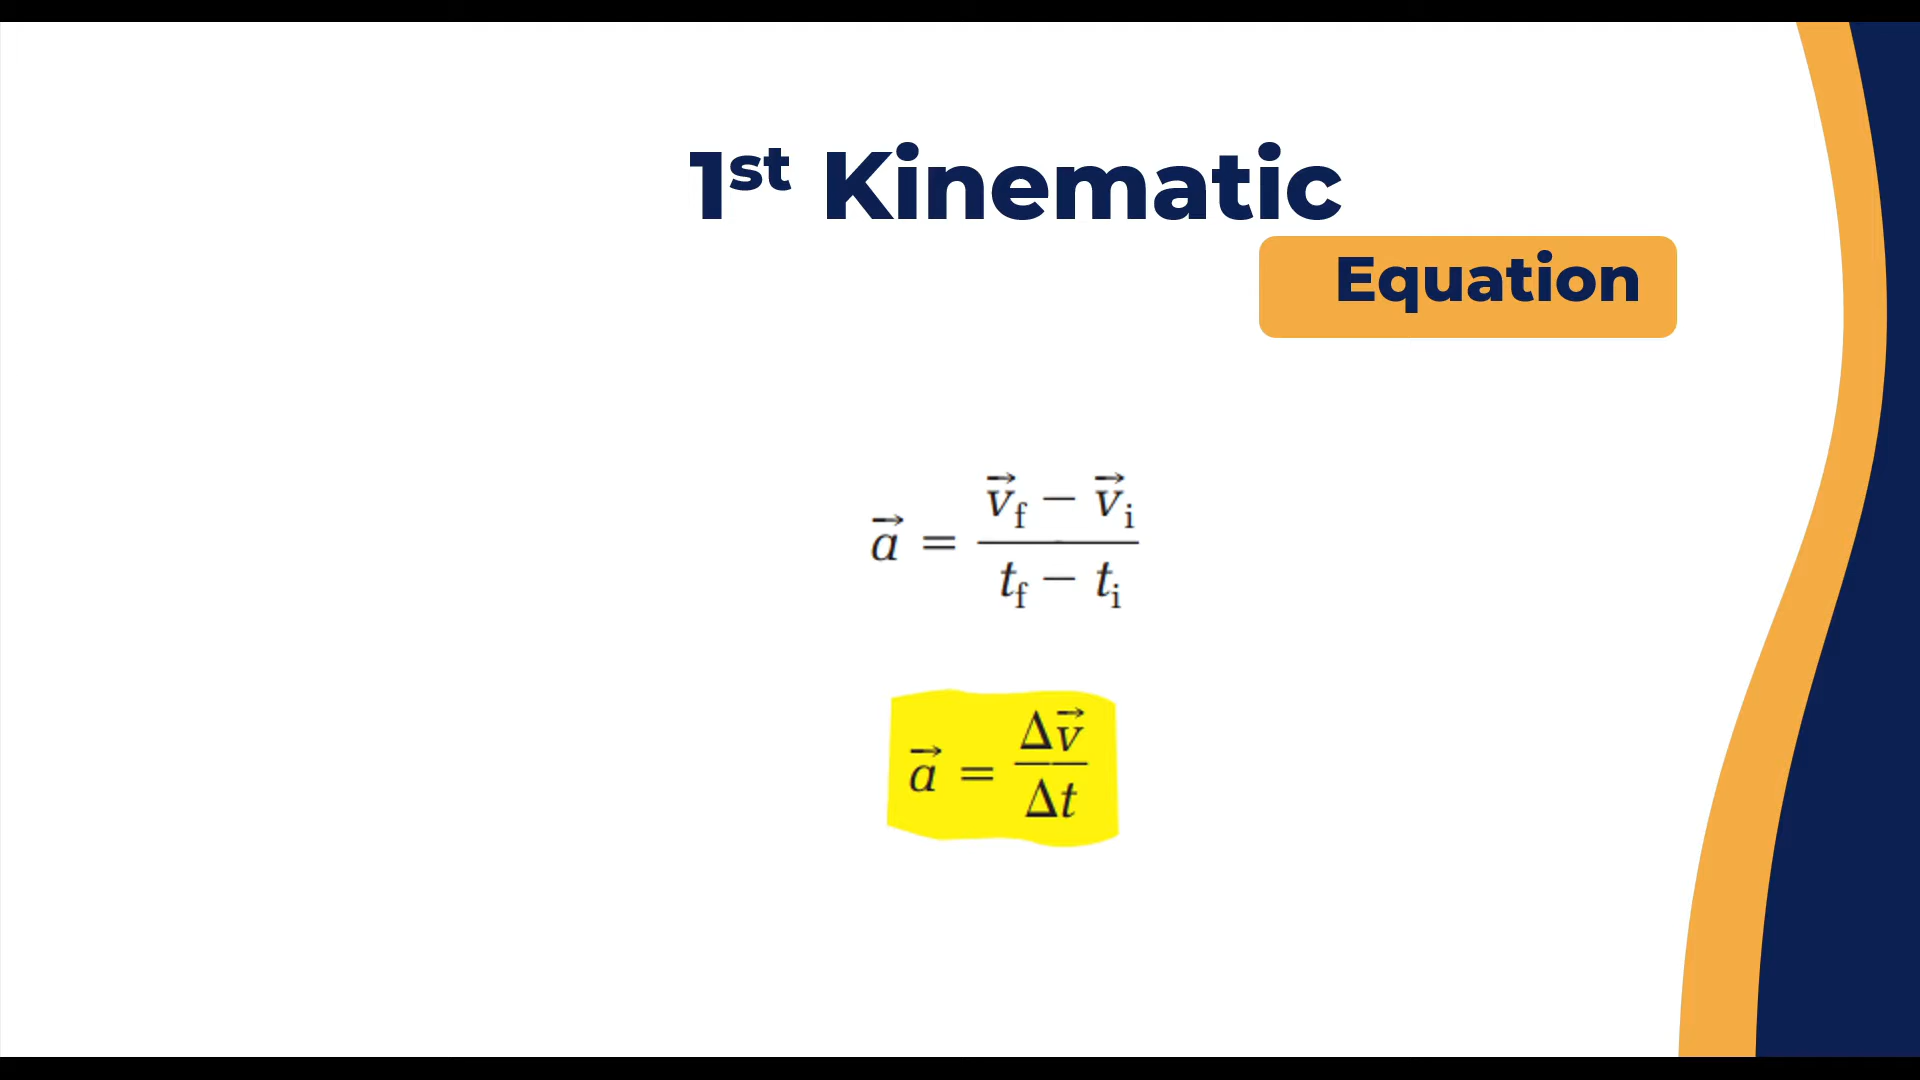 1st Kinematic
Equation
a⃗ = (v⃗f − v⃗i) / (tf − ti)
a⃗ = Δv⃗ / Δt